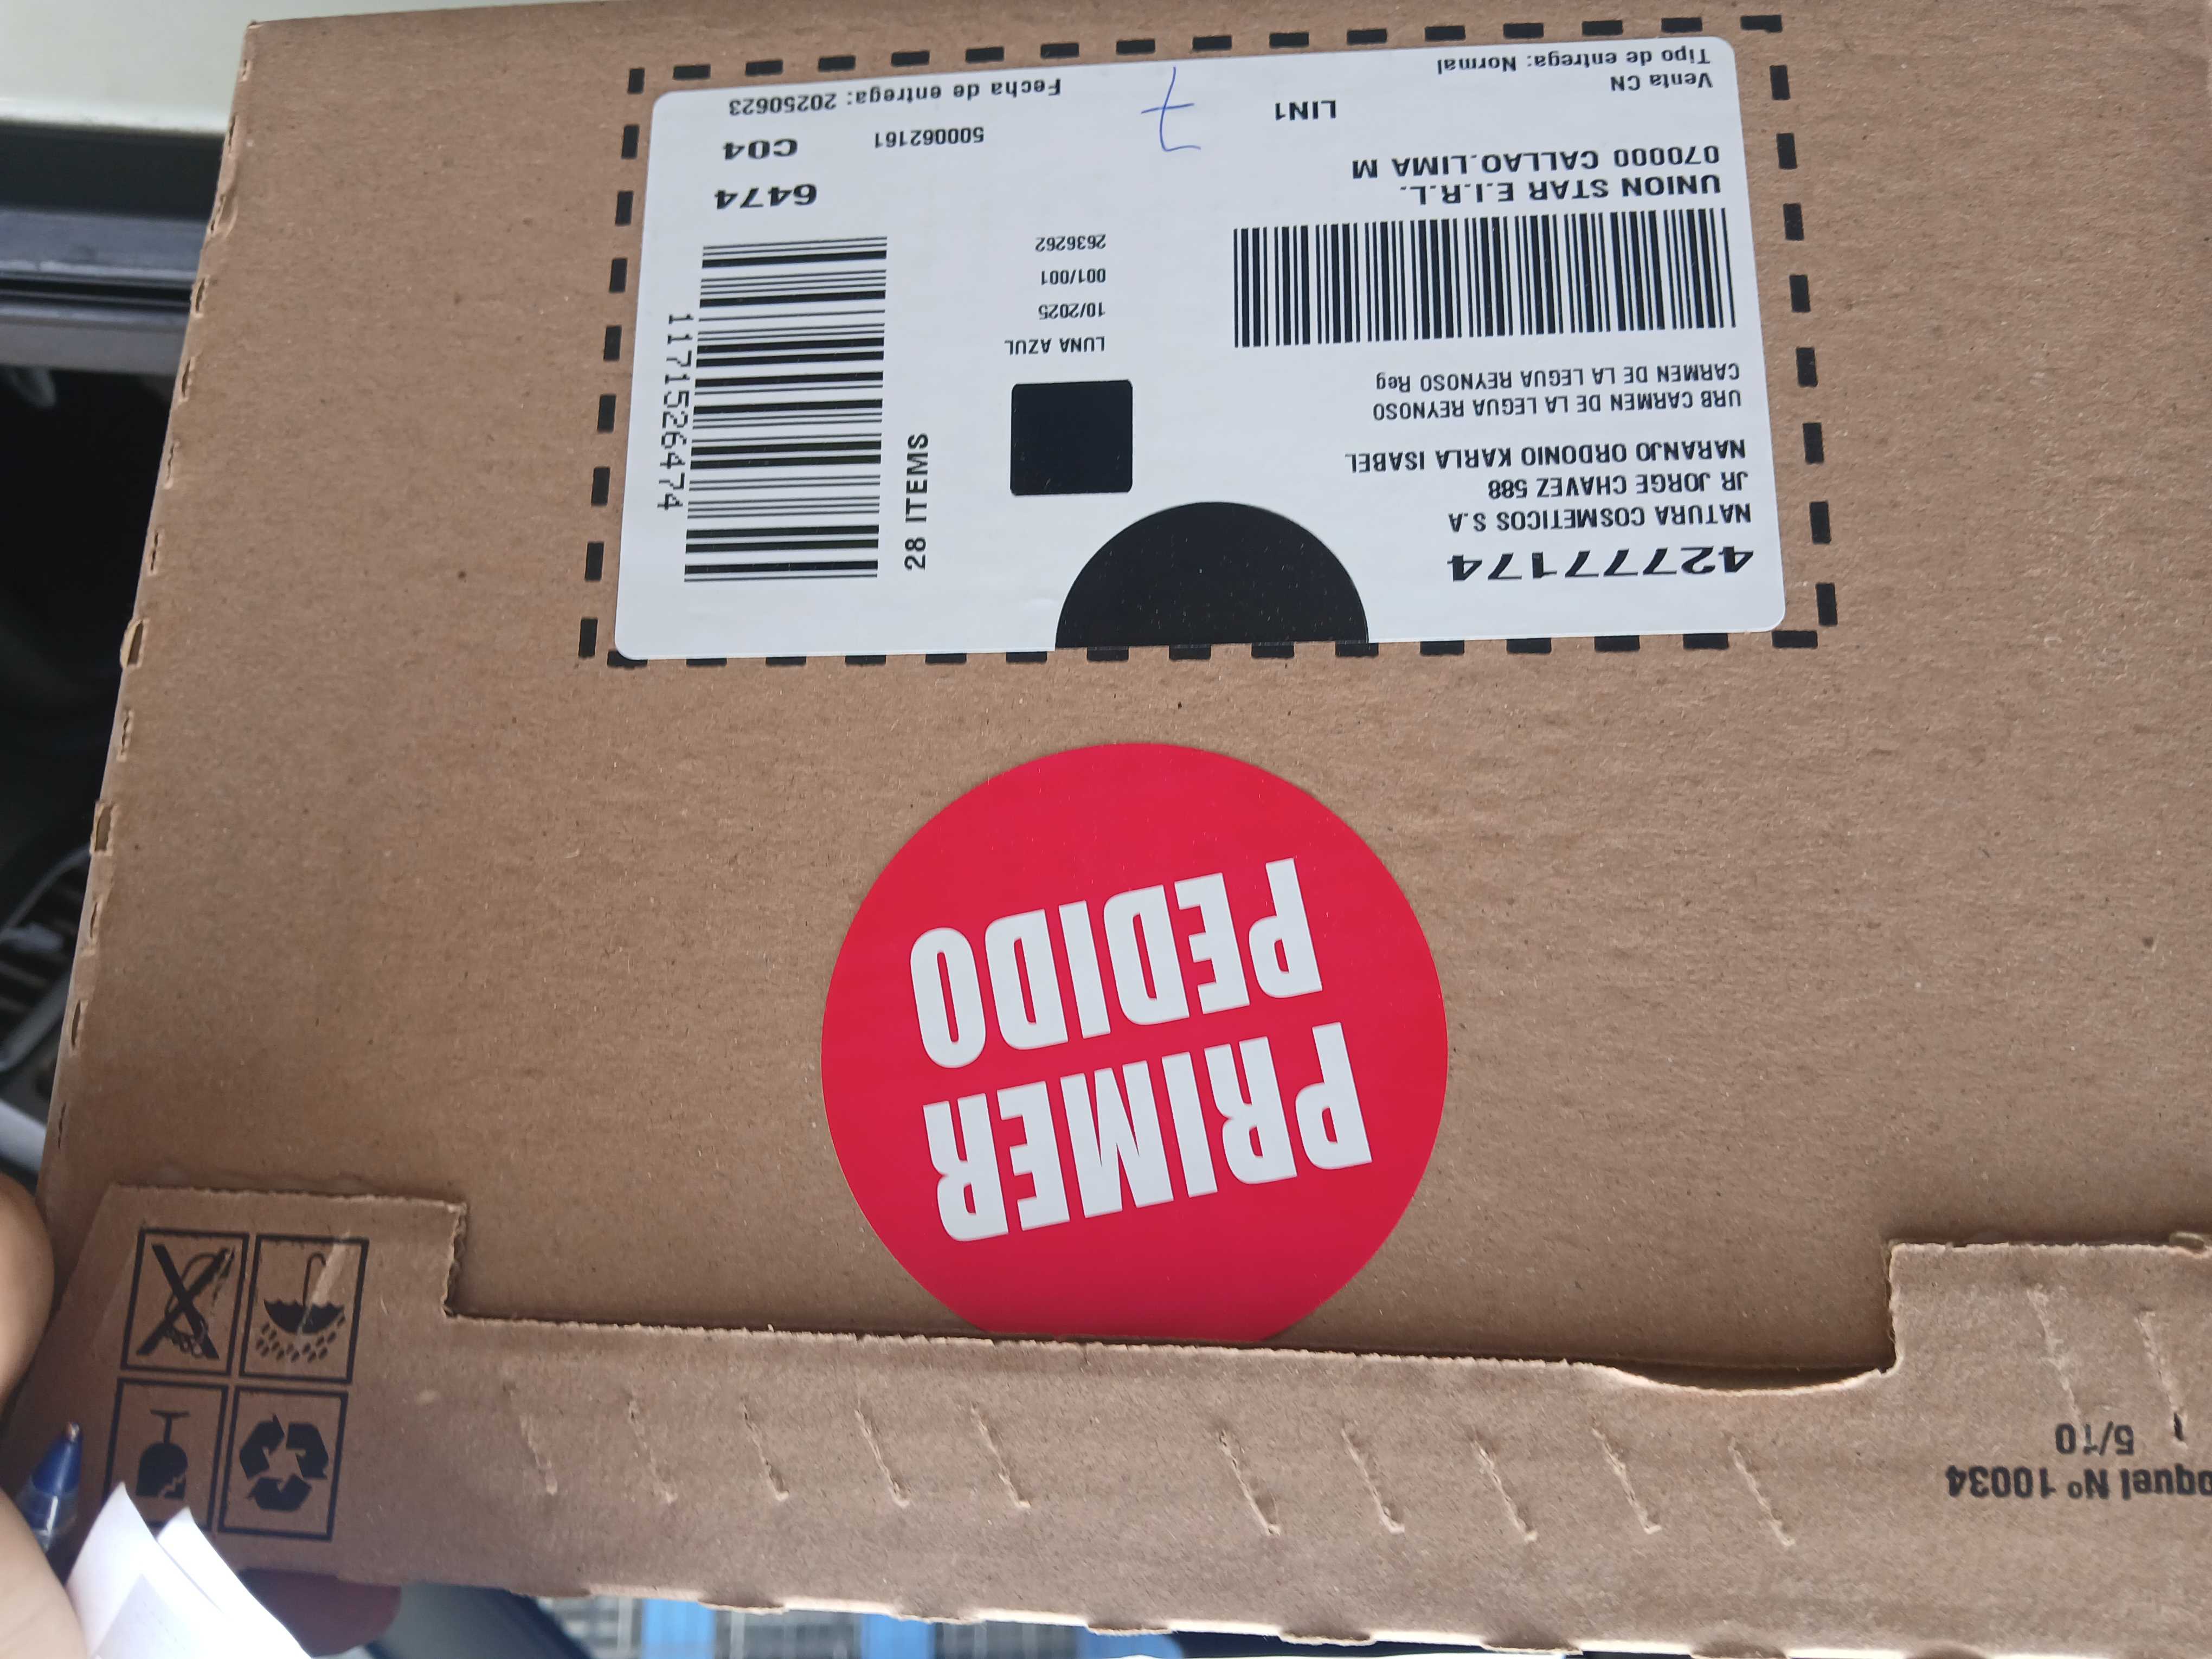 42777174
NATURA COSMETICOS S.A
JR JORGE CHAVEZ 588
NARANJO ORDONIO KARLA ISABEL
URB CARMEN DE LA LEGUA REYNOSO
CARMEN DE LA LEGUA REYNOSO Reg
UNION STAR E.I.R.L.
070000 CALLAO.LIMA M
LIN1
Venta CN
Tipo de entrega: Normal
LUNA AZUL
10/2025
001/001
2636262
28 ITEMS
1171526474
6474
C04
500062161
Fecha de entrega: 20250623
7
PRIMER
PEDIDO
Nº 10034
5/10